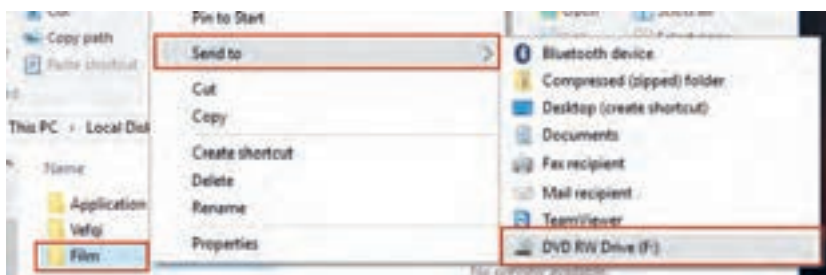 Pin to Start
Copy path
Paste shortcut
Send to
Cut
Copy
Create shortcut
Delete
Rename
Properties
This PC › Local Disk
Name
Application
Vefqi
Film
Bluetooth device
Compressed (zipped) folder
Desktop (create shortcut)
Documents
Fax recipient
Mail recipient
TeamViewer
DVD RW Drive (F:)